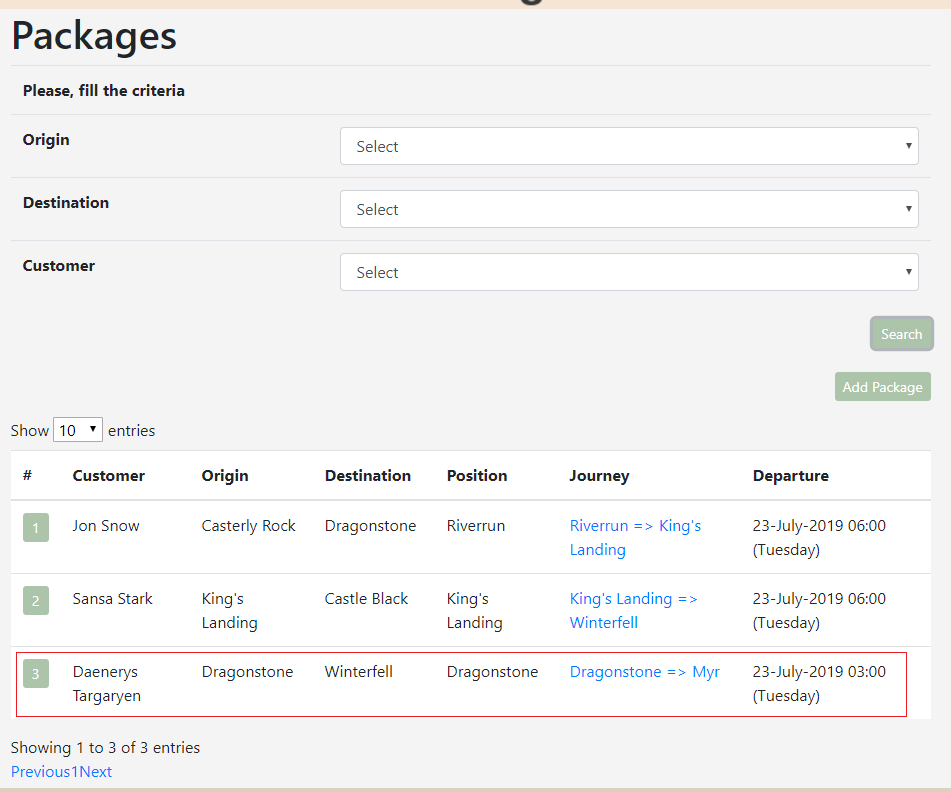 Packages
Please, fill the criteria
Origin
Select
Destination
Select
Customer
Select
Search
Add Package
Show 10 entries
# Customer Origin Destination Position Journey Departure
1 Jon Snow Casterly Rock Dragonstone Riverrun Riverrun => King's 23-July-2019 06:00
Landing (Tuesday)
2 Sansa Stark King's Castle Black King's King's Landing => 23-July-2019 06:00
Landing Landing Winterfell (Tuesday)
3 Daenerys Dragonstone Winterfell Dragonstone Dragonstone => Myr 23-July-2019 03:00
Targaryen (Tuesday)
Showing 1 to 3 of 3 entries
Previous1Next